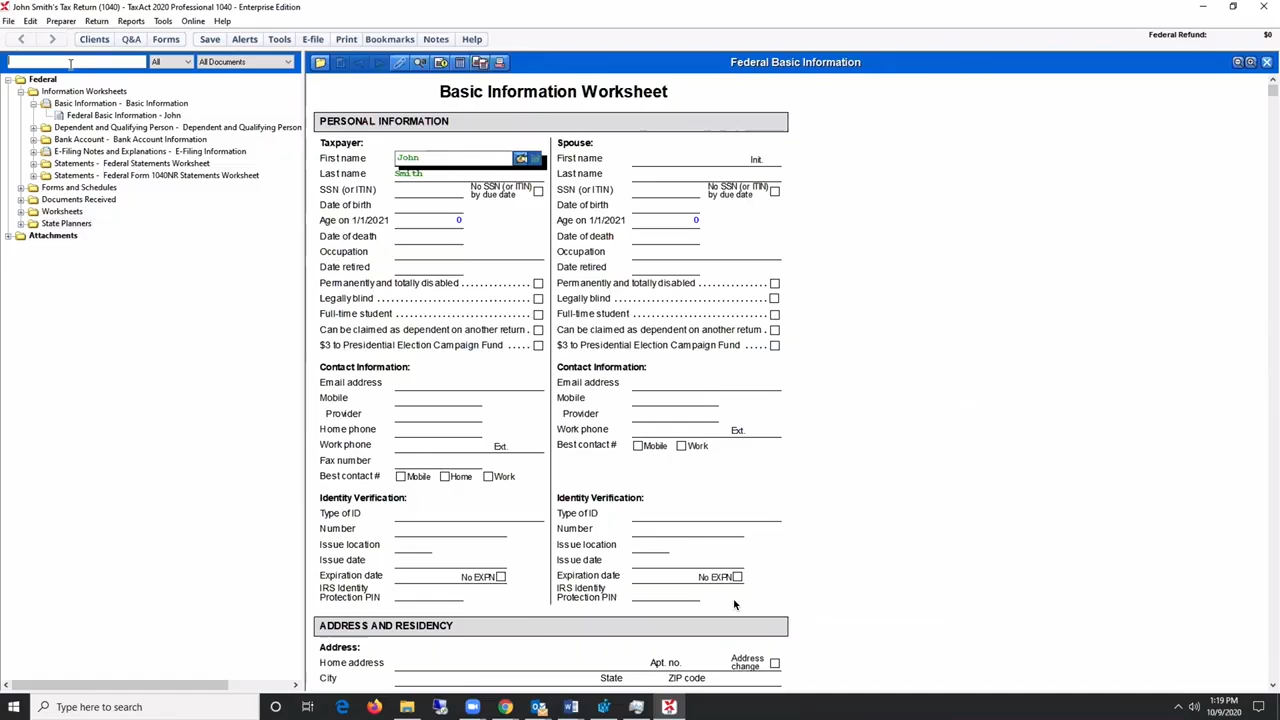 John Smith's Tax Return (1040) - TaxAct 2020 Professional 1040 - Enterprise Edition
File Edit Preparer Return Reports Tools Online Help
Clients Q&A Forms Save Alerts Tools E-file Print Bookmarks Notes Help
Federal Refund: $0
All All Documents
Federal Basic Information
Federal
Information Worksheets
Basic Information - Basic Information
Federal Basic Information - John
Dependent and Qualifying Person - Dependent and Qualifying Person
Bank Account - Bank Account Information
E-Filing Notes and Explanations - E-Filing Information
Statements - Federal Statements Worksheet
Statements - Federal Form 1040NR Statements Worksheet
Forms and Schedules
Documents Received
Worksheets
State Planners
Attachments
Basic Information Worksheet
PERSONAL INFORMATION
Taxpayer:
First name John
Last name Smith
SSN (or ITIN) No SSN (or ITIN)
by due date
Date of birth
Age on 1/1/2021 0
Date of death
Occupation
Date retired
Permanently and totally disabled
Legally blind
Full-time student
Can be claimed as dependent on another return
$3 to Presidential Election Campaign Fund
Contact Information:
Email address
Mobile
Provider
Home phone
Work phone Ext.
Fax number
Best contact # Mobile Home Work
Identity Verification:
Type of ID
Number
Issue location
Issue date
Expiration date No EXPN
IRS Identity
Protection PIN
Spouse:
First name Init.
Last name
SSN (or ITIN) No SSN (or ITIN)
by due date
Date of birth
Age on 1/1/2021 0
Date of death
Occupation
Date retired
Permanently and totally disabled
Legally blind
Full-time student
Can be claimed as dependent on another return
$3 to Presidential Election Campaign Fund
Contact Information:
Email address
Mobile
Provider
Work phone Ext.
Best contact # Mobile Work
Identity Verification:
Type of ID
Number
Issue location
Issue date
Expiration date No EXPN
IRS Identity
Protection PIN
ADDRESS AND RESIDENCY
Address:
Home address Apt. no. Address
change
City State ZIP code
Type here to search
1:19 PM
10/9/2020